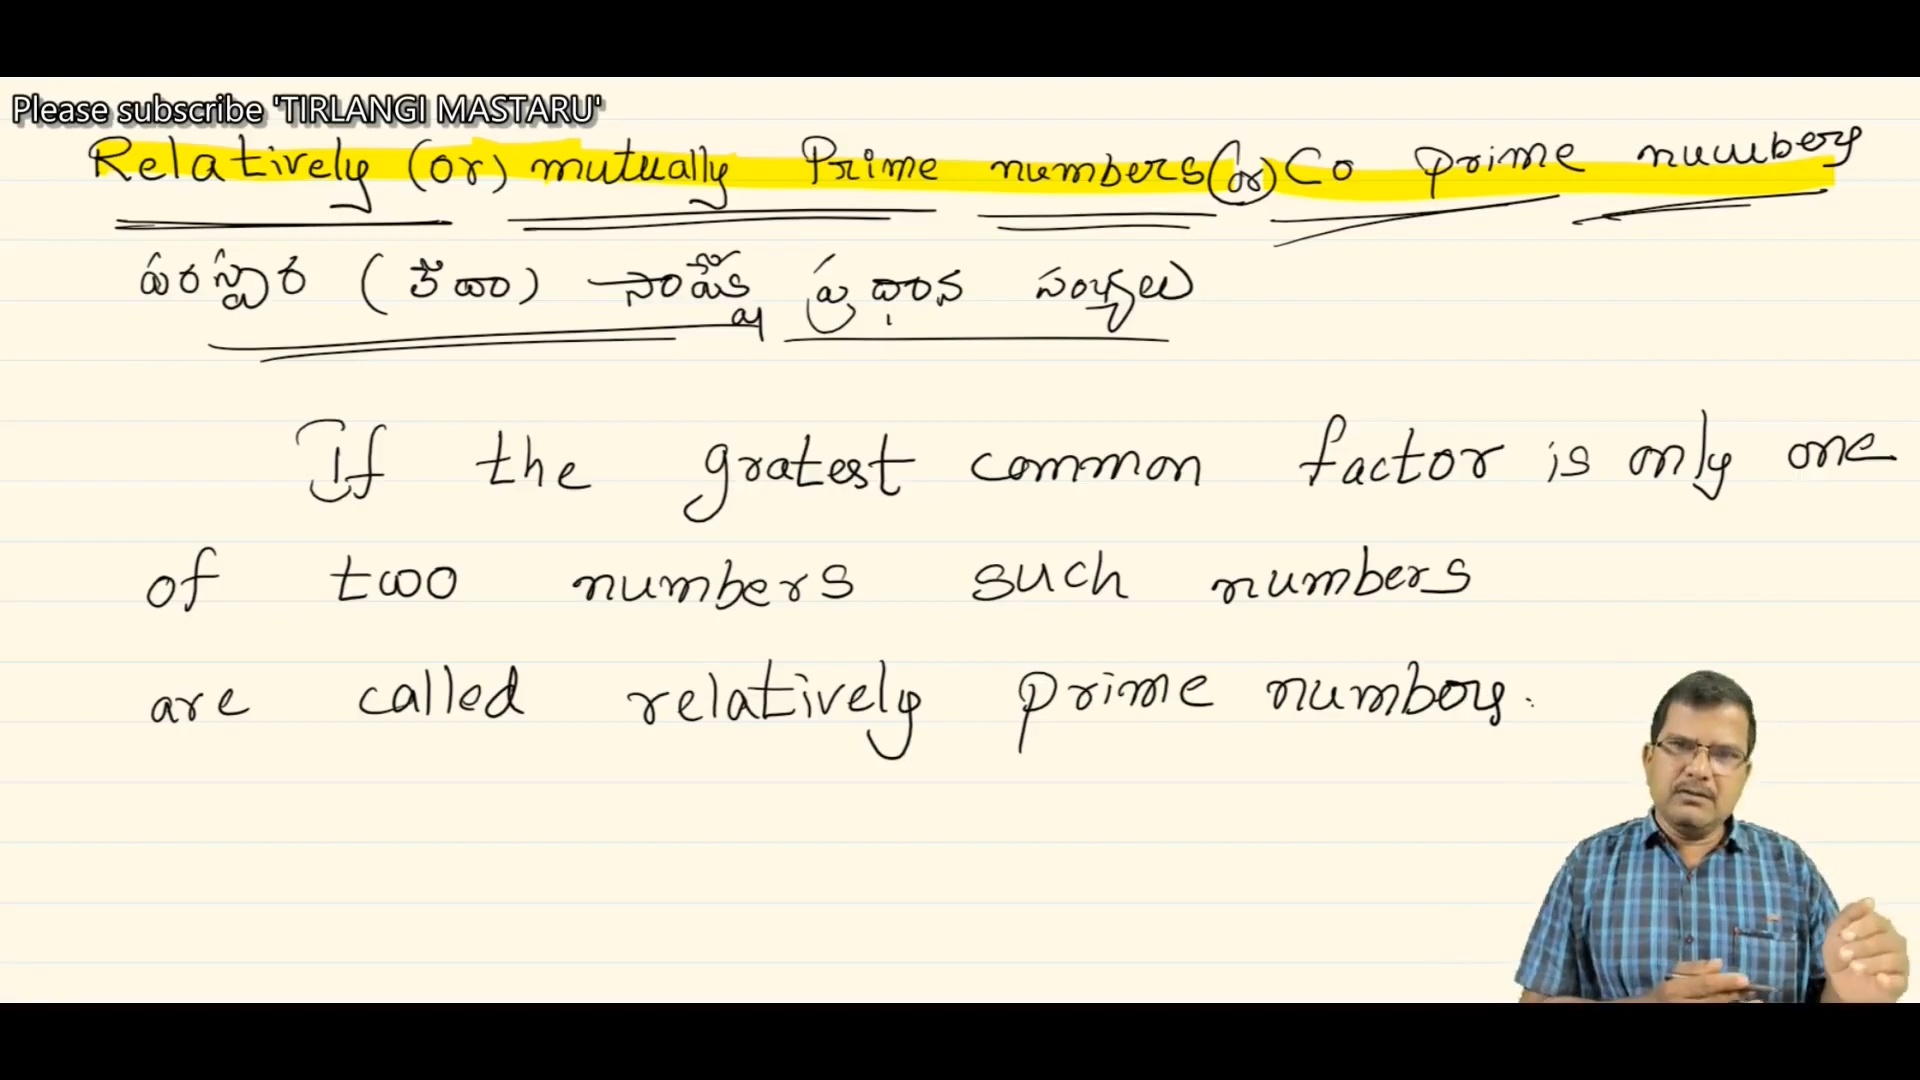 Please subscribe 'TIRLANGI MASTARU'
Relatively (or) mutually Prime numbers (or) Co prime numbers
పరస్పర (లేదా) ప్రధాన సంఖ్యలు
If the gratest common factor is only one
of two numbers such numbers
are called relatively prime numbers.